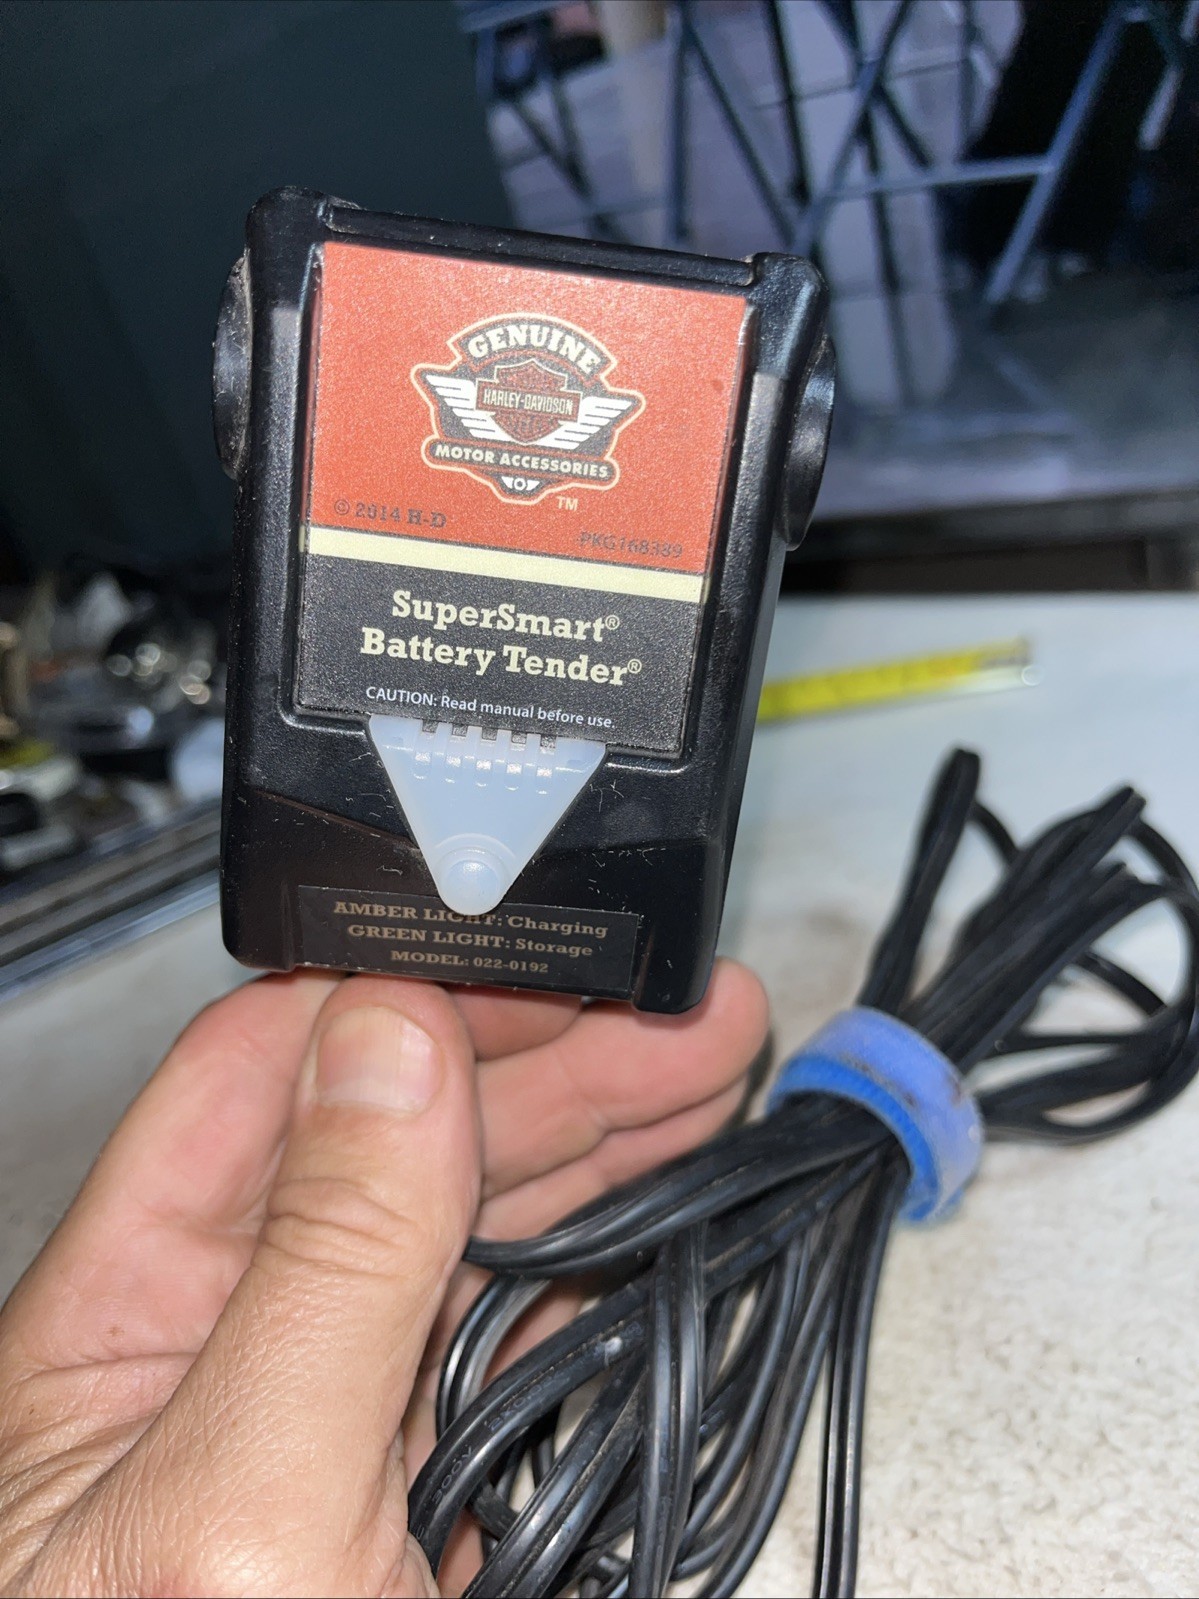 GENUINE
HARLEY-DAVIDSON
MOTOR ACCESSORIES
TM
© 2014 H-D
PKG168389
SuperSmart®
Battery Tender®
CAUTION: Read manual before use.
AMBER LIGHT: Charging
GREEN LIGHT: Storage
MODEL: 022-0192
300V